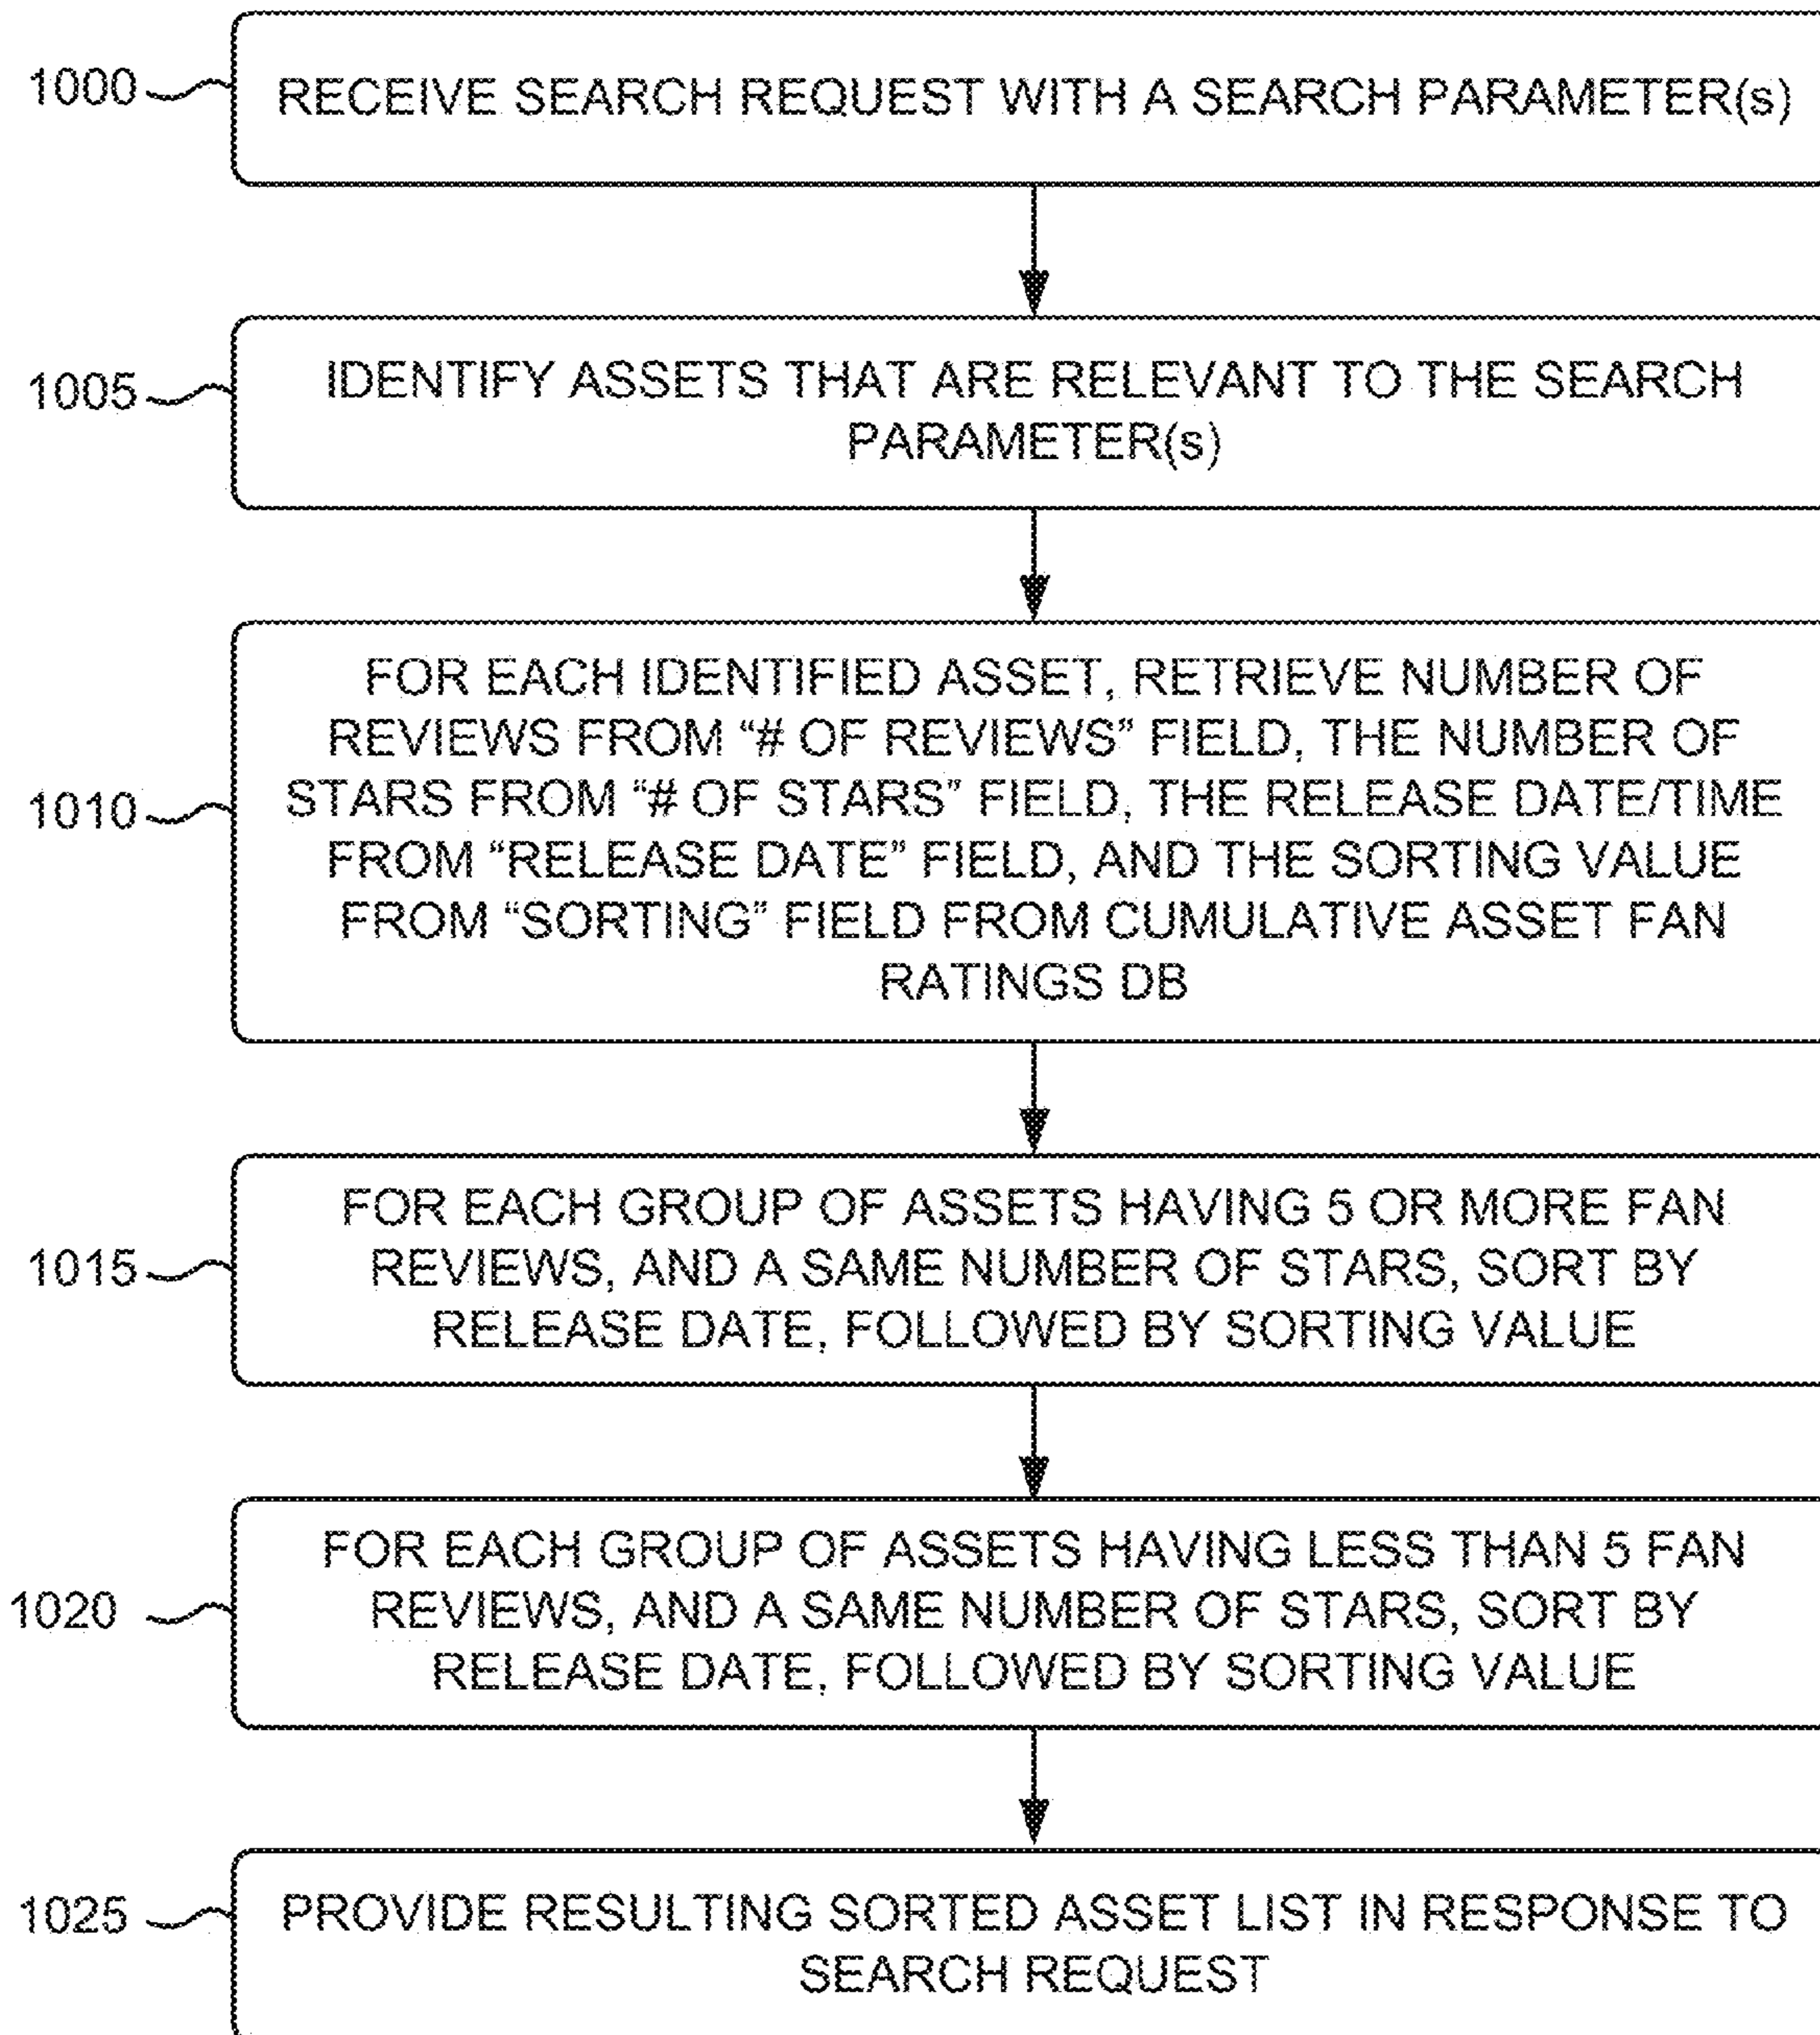 1000
RECEIVE SEARCH REQUEST WITH A SEARCH PARAMETER(s)
1005
IDENTIFY ASSETS THAT ARE RELEVANT TO THE SEARCH
PARAMETER(s)
1010
FOR EACH IDENTIFIED ASSET, RETRIEVE NUMBER OF
REVIEWS FROM “# OF REVIEWS” FIELD, THE NUMBER OF
STARS FROM “# OF STARS” FIELD, THE RELEASE DATE/TIME
FROM “RELEASE DATE” FIELD, AND THE SORTING VALUE
FROM “SORTING” FIELD FROM CUMULATIVE ASSET FAN
RATINGS DB
1015
FOR EACH GROUP OF ASSETS HAVING 5 OR MORE FAN
REVIEWS, AND A SAME NUMBER OF STARS, SORT BY
RELEASE DATE, FOLLOWED BY SORTING VALUE
1020
FOR EACH GROUP OF ASSETS HAVING LESS THAN 5 FAN
REVIEWS, AND A SAME NUMBER OF STARS, SORT BY
RELEASE DATE, FOLLOWED BY SORTING VALUE
1025
PROVIDE RESULTING SORTED ASSET LIST IN RESPONSE TO
SEARCH REQUEST